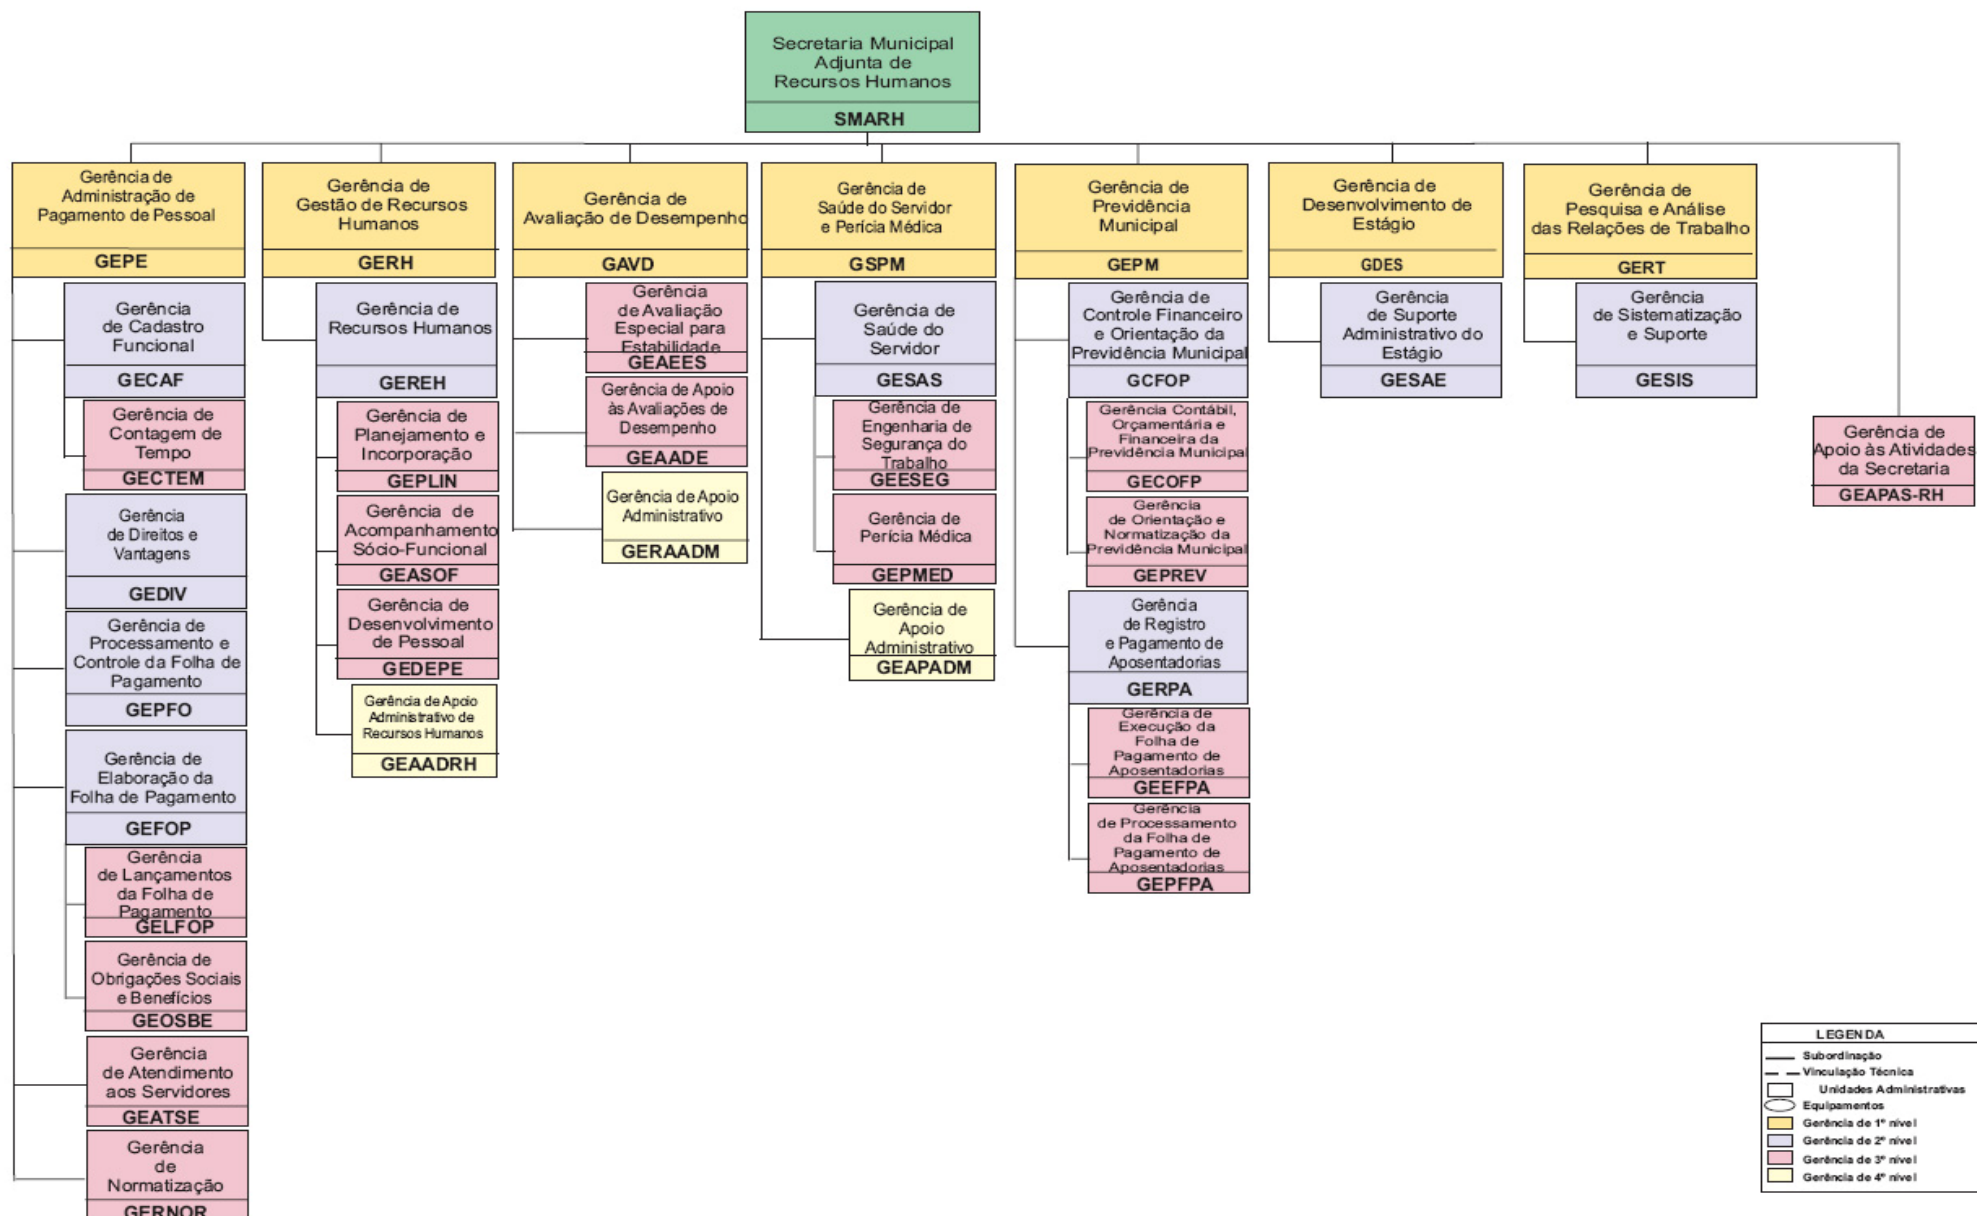 Secretaria Municipal
Adjunta de
Recursos Humanos
SMARH
Gerência de
Administração de
Pagamento de Pessoal
GEPE
Gerência
de Cadastro
Funcional
GECAF
Gerência de
Contagem de
Tempo
GECTEM
Gerência
de Direitos e
Vantagens
GEDIV
Gerência de
Processamento e
Controle da Folha de
Pagamento
GEPFO
Gerência de
Elaboração da
Folha de Pagamento
GEFOP
Gerência
de Lançamentos
da Folha de
Pagamento
GELFOP
Gerência de
Obrigações Sociais
e Benefícios
GEOSBE
Gerência
de Atendimento
aos Servidores
GEATSE
Gerência
de
Normatização
GERNOR
Gerência de
Gestão de Recursos
Humanos
GERH
Gerência de
Recursos Humanos
GEREH
Gerência de
Planejamento e
Incorporação
GEPLIN
Gerência de
Acompanhamento
Sócio-Funcional
GEASOF
Gerência de
Desenvolvimento
de Pessoal
GEDEPE
Gerência de Apoio
Administrativo de
Recursos Humanos
GEAADRH
Gerência de
Avaliação de Desempenho
GAVD
Gerência
de Avaliação
Especial para
Estabilidade
GEAEES
Gerência de Apoio
às Avaliações de
Desempenho
GEAADE
Gerência de Apoio
Administrativo
GERAADM
Gerência de
Saúde do Servidor
e Perícia Médica
GSPM
Gerência de
Saúde do
Servidor
GESAS
Gerência de
Engenharia de
Segurança do
Trabalho
GEESEG
Gerência de
Perícia Médica
GEPMED
Gerência de
Apoio
Administrativo
GEAPADM
Gerência de
Previdência
Municipal
GEPM
Gerência de
Controle Financeiro
e Orientação da
Previdência Municipal
GCFOP
Gerência Contábil,
Orçamentária e
Financeira da
Previdência Municipal
GECOFP
Gerência
de Orientação e
Normatização da
Previdência Municipal
GEPREV
Gerência
de Registro
e Pagamento de
Aposentadorias
GERPA
Gerência de
Execução da
Folha de
Pagamento de
Aposentadorias
GEEFPA
Gerência
de Processamento
da Folha de
Pagamento de
Aposentadorias
GEPFPA
Gerência de
Desenvolvimento de
Estágio
GDES
Gerência
de Suporte
Administrativo do
Estágio
GESAE
Gerência de
Pesquisa e Análise
das Relações de Trabalho
GERT
Gerência
de Sistematização
e Suporte
GESIS
Gerência de
Apoio às Atividades
da Secretaria
GEAPAS-RH
LEGENDA
Subordinação
Vinculação Técnica
Unidades Administrativas
Equipamentos
Gerência de 1º nível
Gerência de 2º nível
Gerência de 3º nível
Gerência de 4º nível